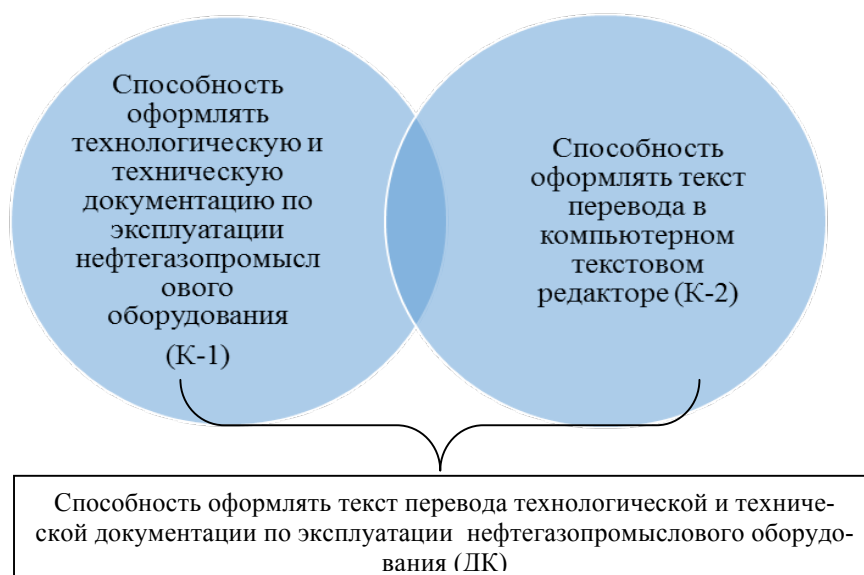 Способность
оформлять
технологическую и
техническую
документацию по
эксплуатации
нефтегазопромысл
ового
оборудования
(К-1)
Способность
оформлять текст
перевода в
компьютерном
текстовом
редакторе (К-2)
Способность оформлять текст перевода технологической и техниче-
ской документации по эксплуатации нефтегазопромыслового оборудо-
вания (ДК)